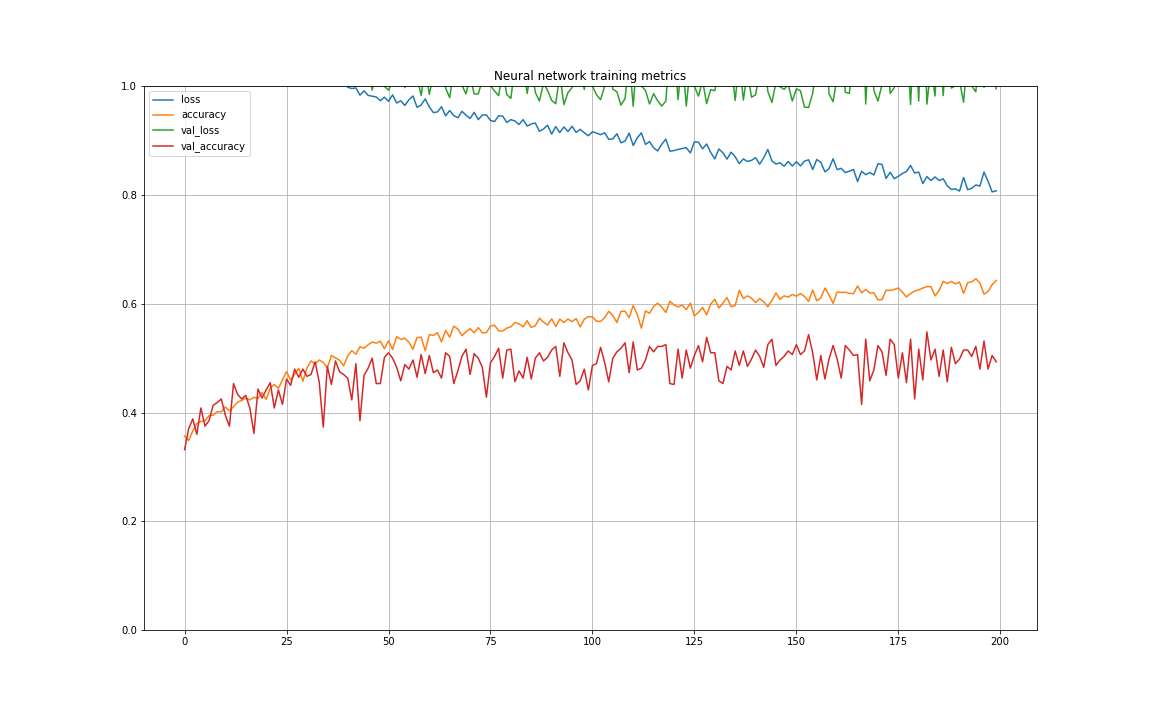 Neural network training metrics
loss
accuracy
val_loss
val_accuracy
1.0
0.8
0.6
0.4
0.2
0.0
0 25 50 75 100 125 150 175 200